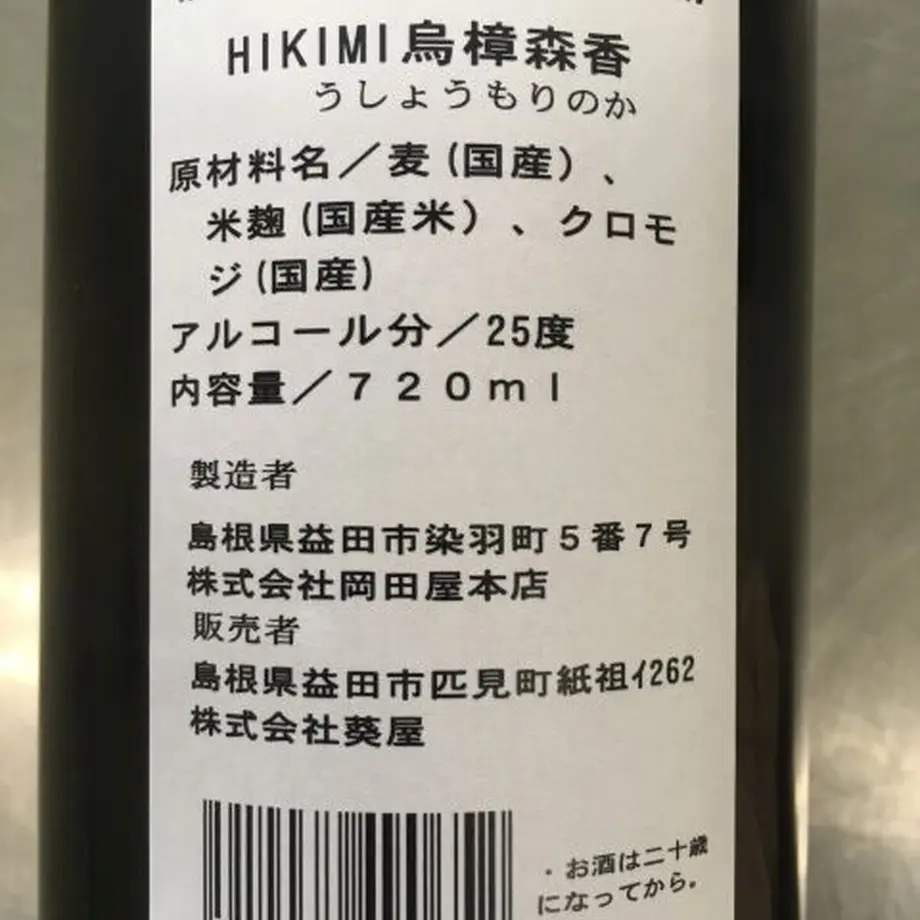 HIKIMI烏樟森香
うしょうもりのか
原材料名／麦(国産)、
米麹(国産米)、クロモ
ジ(国産)
アルコール分／25度
内容量／７２０ｍｌ
製造者
島根県益田市染羽町５番７号
株式会社岡田屋本店
販売者
島根県益田市匹見町紙祖ｲ262
株式会社葵屋
・お酒は二十歳
になってから。